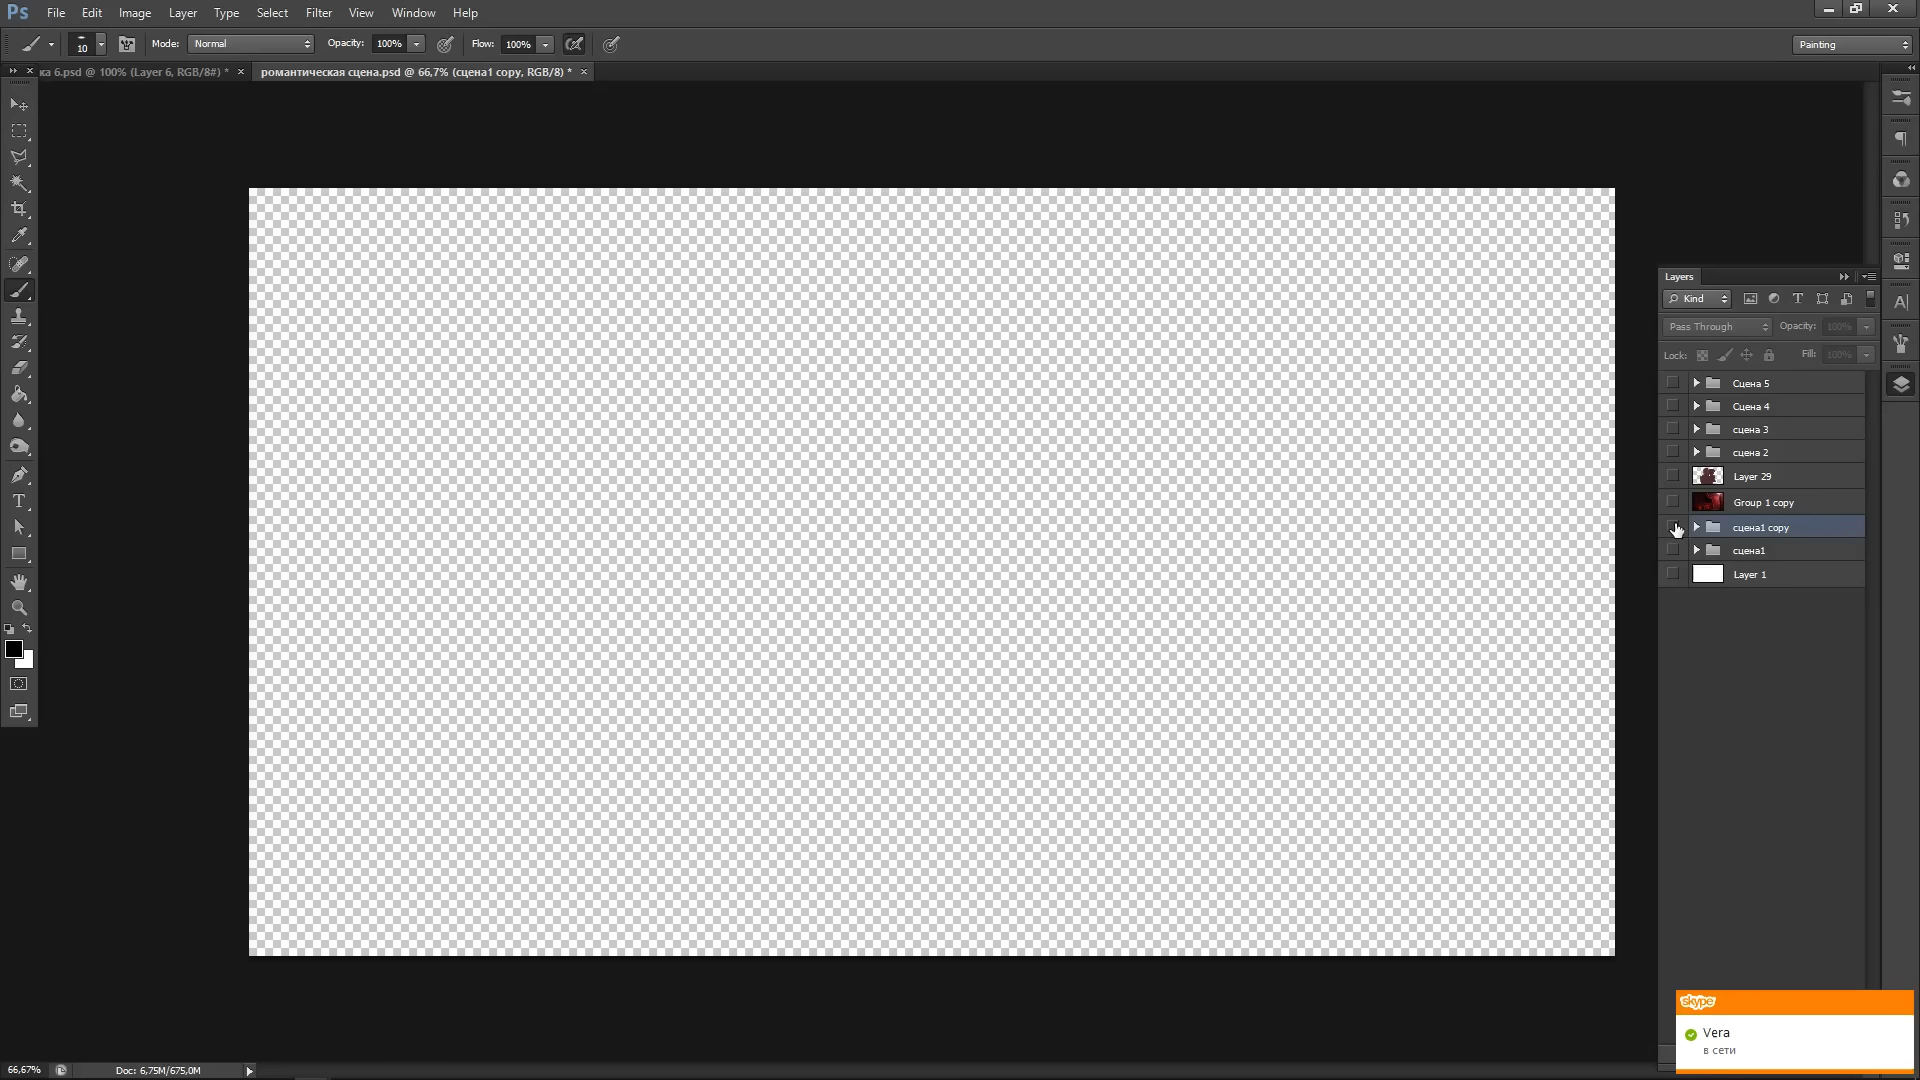 Ps File Edit Image Layer Type Select Filter View Window Help
10 Mode: Normal Opacity: 100% Flow: 100% Painting
ка 6.psd @ 100% (Layer 6, RGB/8#) * × романтическая сцена.psd @ 66,7% (сцена1 copy, RGB/8) * ×
Layers
Kind
Pass Through Opacity: 100%
Lock: Fill: 100%
Сцена 5
Сцена 4
сцена 3
сцена 2
Layer 29
Group 1 copy
сцена1 copy
сцена1
Layer 1
skype
Vera
в сети
66,67% Doc: 6,75M/675,0M